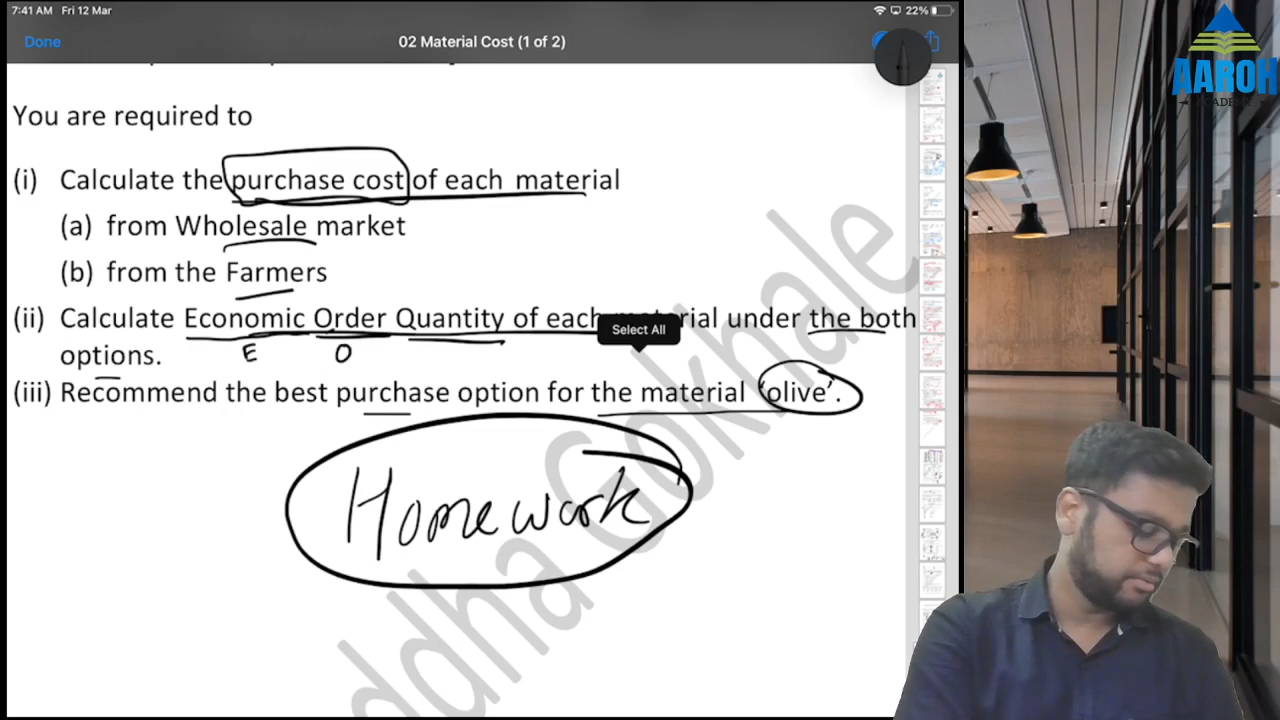 7:41 AM Fri 12 Mar
22%
Done
02 Material Cost (1 of 2)
AAROH
ACADEMY
You are required to
(i) Calculate the purchase cost of each material
(a) from Wholesale market
(b) from the Farmers
(ii) Calculate Economic Order Quantity of each material under the both
Select All
options.
E O
(iii) Recommend the best purchase option for the material 'olive'.
Homework
ddha Gokhale